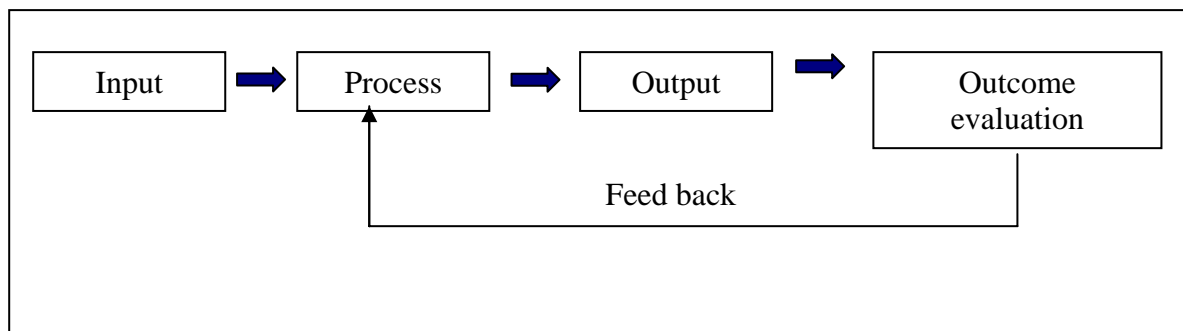 Input
Process
Output
Outcome
evaluation
Feed back